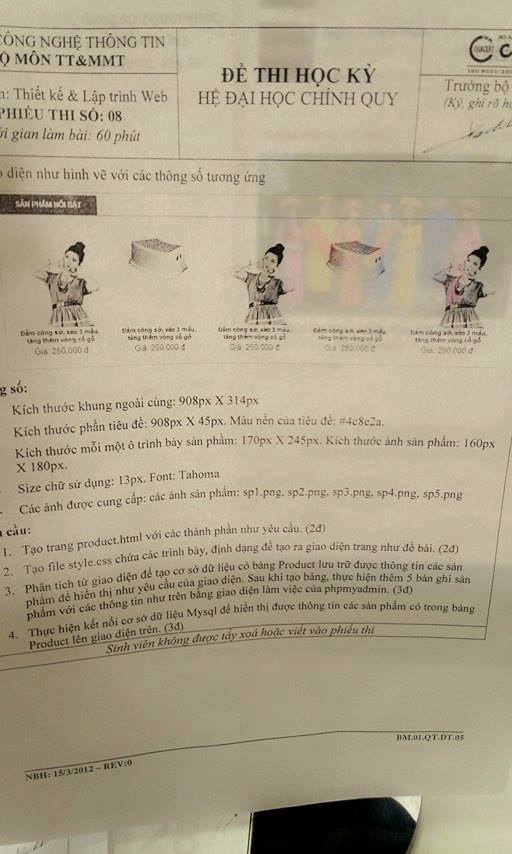 CÔNG NGHỆ THÔNG TIN
BỘ MÔN TT&MMT
n: Thiết kế & Lập trình Web
PHIẾU THI SỐ: 08
ời gian làm bài: 60 phút
ĐỀ THI HỌC KỲ
HỆ ĐẠI HỌC CHÍNH QUY
Trưởng bộ
(Ký, ghi rõ họ
o diện như hình vẽ với các thông số tương ứng
SẢN PHẨM NỔI BẬT
Đầm công sở, xéo 3 mầu, tặng thêm vòng cổ gỗ
Giá: 250.000 đ
Đầm công sở, xéo 3 mầu, tặng thêm vòng cổ gỗ
Giá: 250.000 đ
Đầm công sở, xéo 3 mầu, tặng thêm vòng cổ gỗ
Giá: 250.000 đ
Đầm công sở, xéo 3 mầu, tặng thêm vòng cổ gỗ
Giá: 250.000 đ
Đầm công sở, xéo 3 mầu, tặng thêm vòng cổ gỗ
Giá: 250.000 đ
g số:
Kích thước khung ngoài cùng: 908px X 314px
Kích thước phần tiêu đề: 908px X 45px. Màu nền của tiêu đề: #4c8e2a.
Kích thước mỗi một ô trình bày sản phẩm: 170px X 245px. Kích thước ảnh sản phẩm: 160px
X 180px.
Size chữ sử dụng: 13px. Font: Tahoma
Các ảnh được cung cấp: các ảnh sản phẩm: sp1.png, sp2.png, sp3.png, sp4.png, sp5.png
u cầu:
1. Tạo trang product.html với các thành phần như yêu cầu. (2đ)
2. Tạo file style.css chứa các trình bày, định dạng để tạo ra giao diện trang như đề bài. (2đ)
3. Phân tích từ giao diện để tạo cơ sở dữ liệu có bảng Product lưu trữ được thông tin các sản
phẩm để hiển thị như yêu cầu của giao diện. Sau khi tạo bảng, thực hiện thêm 5 bản ghi sản
phẩm với các thông tin như trên bằng giao diện làm việc của phpmyadmin. (3đ)
4. Thực hiện kết nối cơ sở dữ liệu Mysql để hiển thị được thông tin các sản phẩm có trong bảng
Product lên giao diện trên. (3đ)
Sinh viên không được tẩy xoá hoặc viết vào phiếu thi
BM.01.QT.DT.05
NBH: 15/3/2012 – REV:0